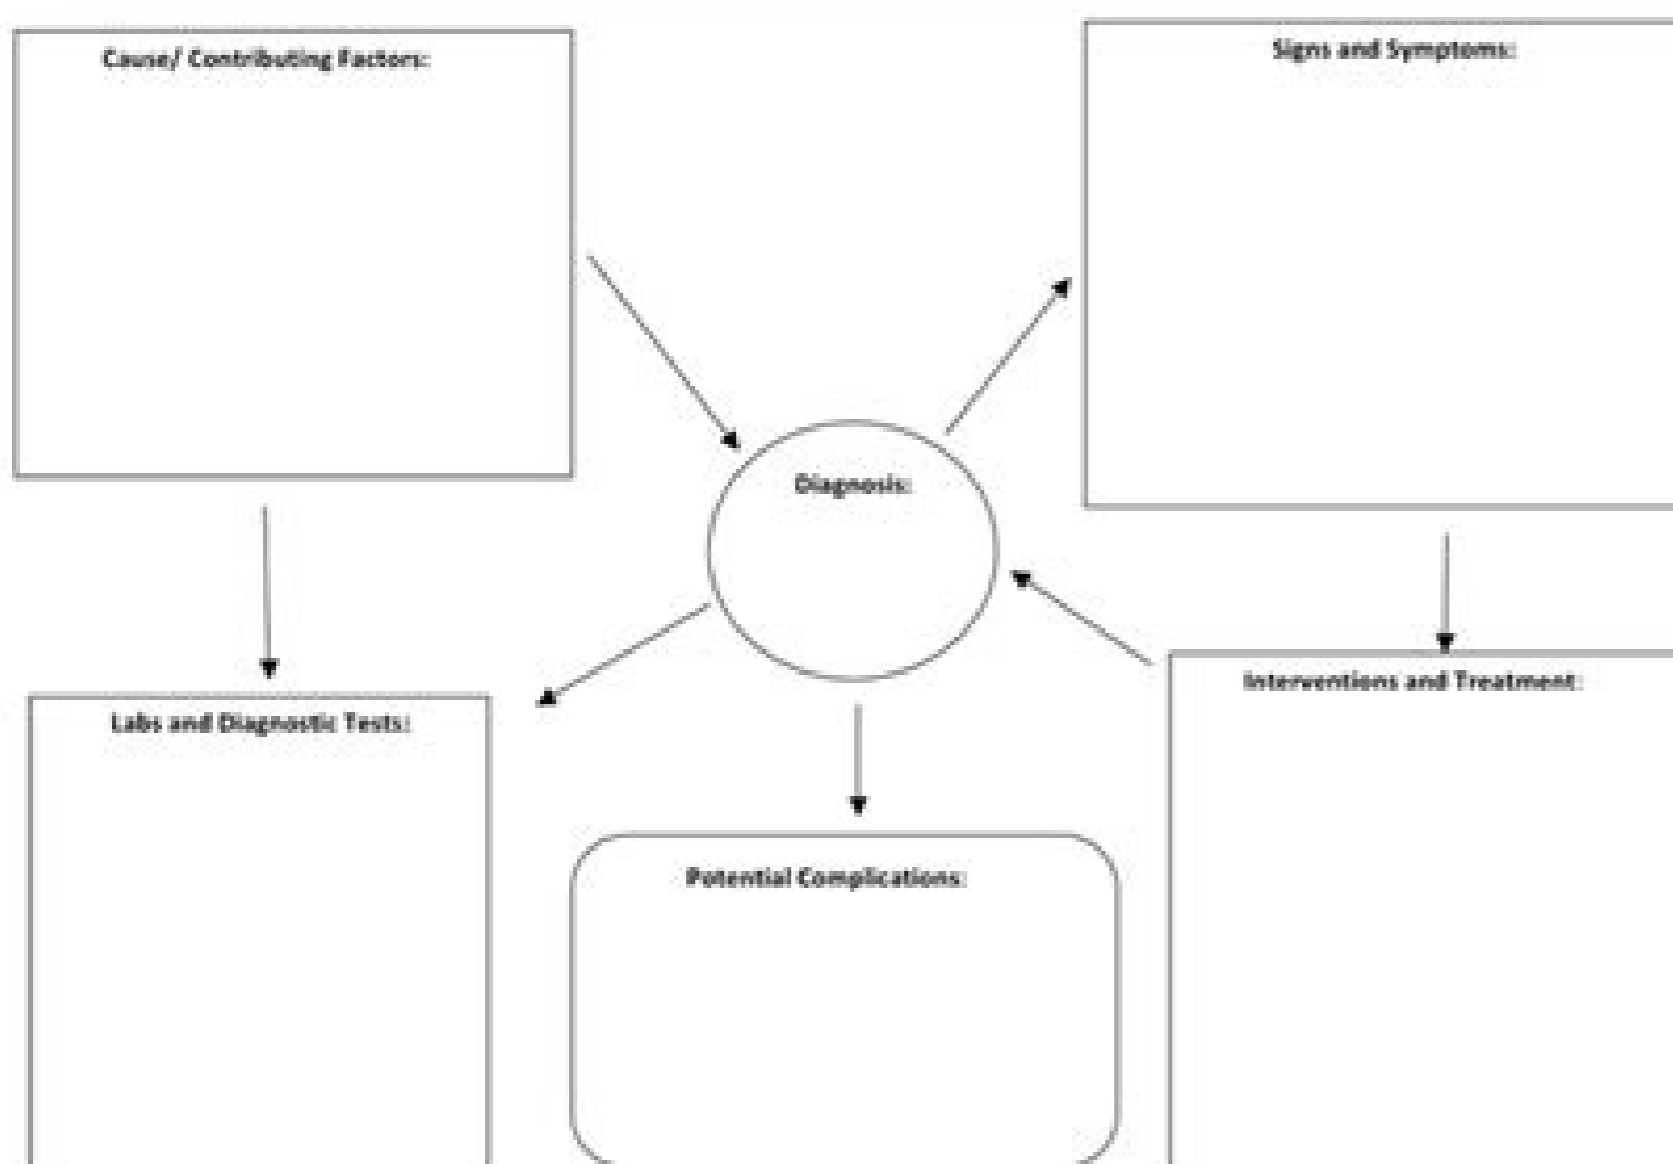 Cause/ Contributing Factors:
Signs and Symptoms:
Diagnosis:
Labs and Diagnostic Tests:
Interventions and Treatment:
Potential Complications: